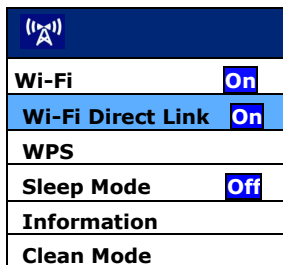 Wi-Fi On
Wi-Fi Direct Link On
WPS
Sleep Mode Off
Information
Clean Mode